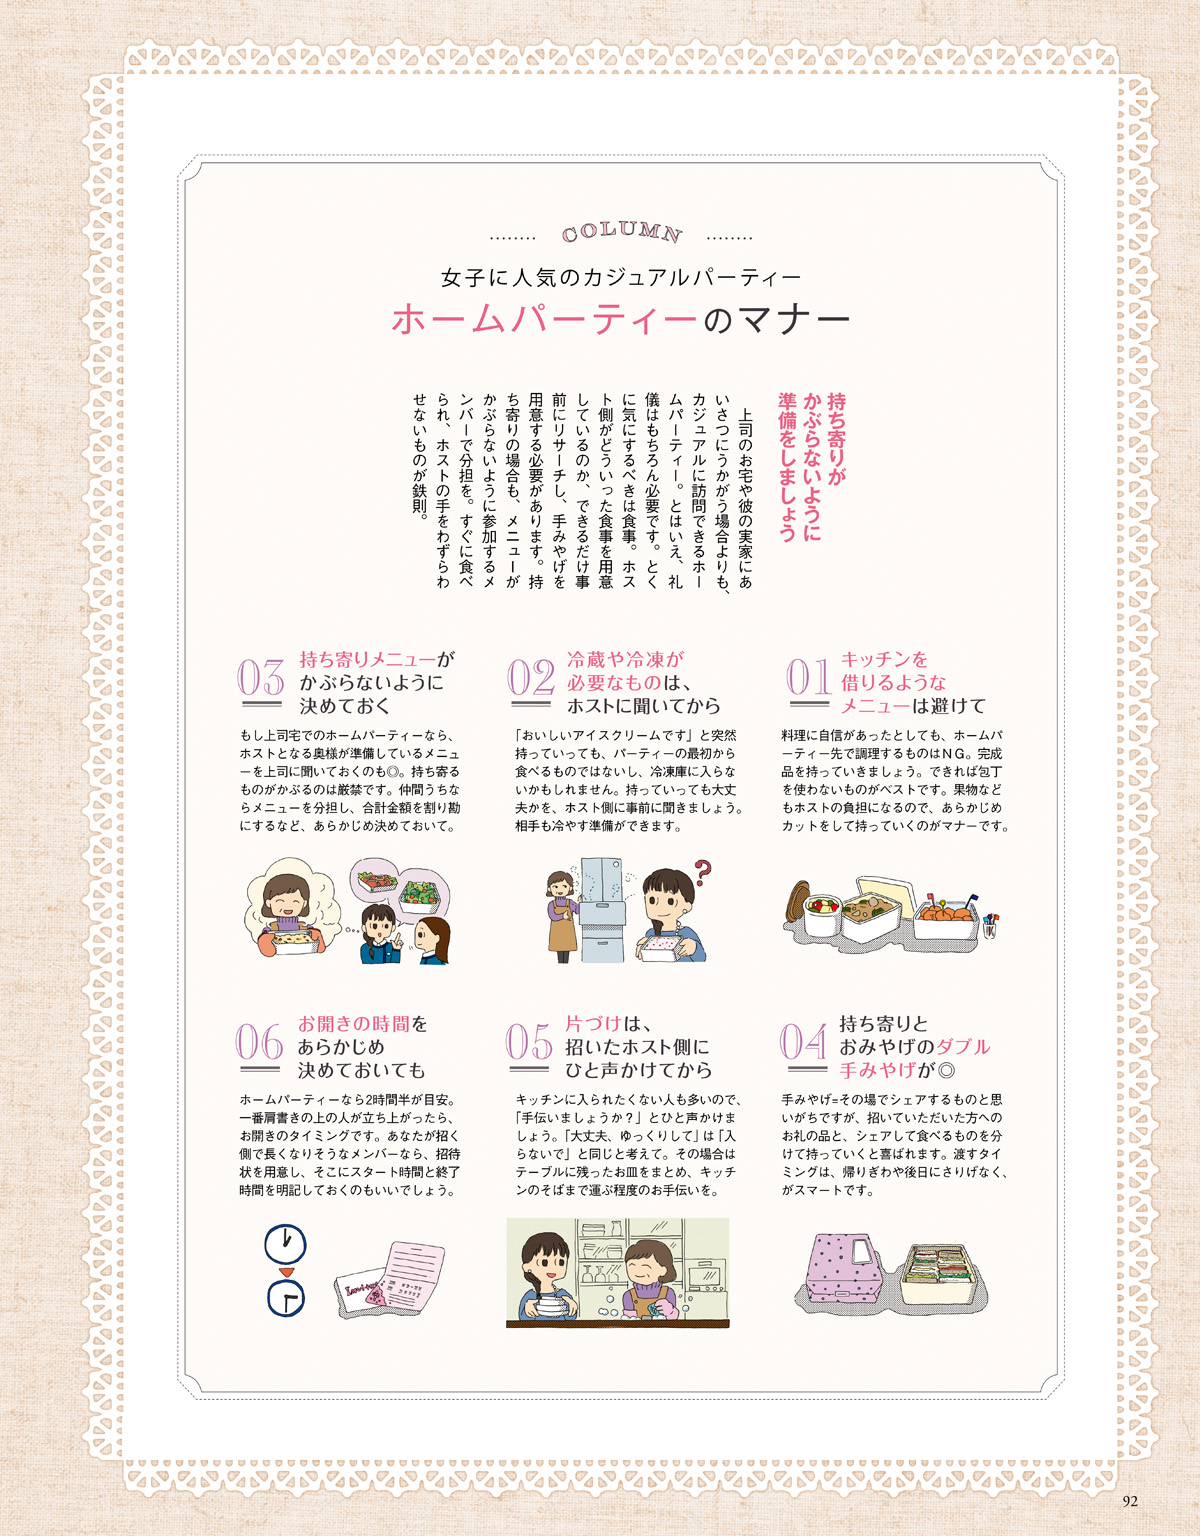 COLUMN
女子に人気のカジュアルパーティー
ホームパーティーのマナー
持ち寄りが
かぶらないように
準備をしましょう
上司のお宅や彼の実家にあ
いさつにうかがう場合よりも、
カジュアルに訪問できるホー
ムパーティー。とはいえ、礼
儀はもちろん必要です。とく
に気にするべきは食事。ホス
ト側がどういった食事を用意
しているのか、できるだけ事
前にリサーチし、手みやげを
用意する必要があります。持
ち寄りの場合も、メニューが
かぶらないように参加するメ
ンバーで分担を。すぐに食べ
られ、ホストの手をわずらわ
せないものが鉄則。
01
キッチンを
借りるような
メニューは避けて
料理に自信があったとしても、ホームパ
ーティー先で調理するものはNG。完成
品を持っていきましょう。できれば包丁
を使わないものがベストです。果物など
もホストの負担になるので、あらかじめ
カットをして持っていくのがマナーです。
02
冷蔵や冷凍が
必要なものは、
ホストに聞いてから
「おいしいアイスクリームです」と突然
持っていっても、パーティーの最初から
食べるものではないし、冷凍庫に入らな
いかもしれません。持っていっても大丈
夫かを、ホスト側に事前に聞きましょう。
相手も冷やす準備ができます。
?
03
持ち寄りメニューが
かぶらないように
決めておく
もし上司宅でのホームパーティーなら、
ホストとなる奥様が準備しているメニュ
ーを上司に聞いておくのも◎。持ち寄る
ものがかぶるのは厳禁です。仲間うちな
らメニューを分担し、合計金額を割り勘
にするなど、あらかじめ決めておいて。
04
持ち寄りと
おみやげのダブル
手みやげが◎
手みやげ=その場でシェアするものと思
いがちですが、招いていただいた方への
お礼の品と、シェアして食べるものを分
けて持っていくと喜ばれます。渡すタイ
ミングは、帰りぎわや後日にさりげなく、
がスマートです。
05
片づけは、
招いたホスト側に
ひと声かけてから
キッチンに入られたくない人も多いので、
「手伝いましょうか？」とひと声かけま
しょう。「大丈夫、ゆっくりして」は「入
らないで」と同じと考えて。その場合は
テーブルに残ったお皿をまとめ、キッチ
ンのそばまで運ぶ程度のお手伝いを。
06
お開きの時間を
あらかじめ
決めておいても
ホームパーティーなら2時間半が目安。
一番肩書きの上の人が立ち上がったら、
お開きのタイミングです。あなたが招く
側で長くなりそうなメンバーなら、招待
状を用意し、そこにスタート時間と終了
時間を明記しておくのもいいでしょう。
92